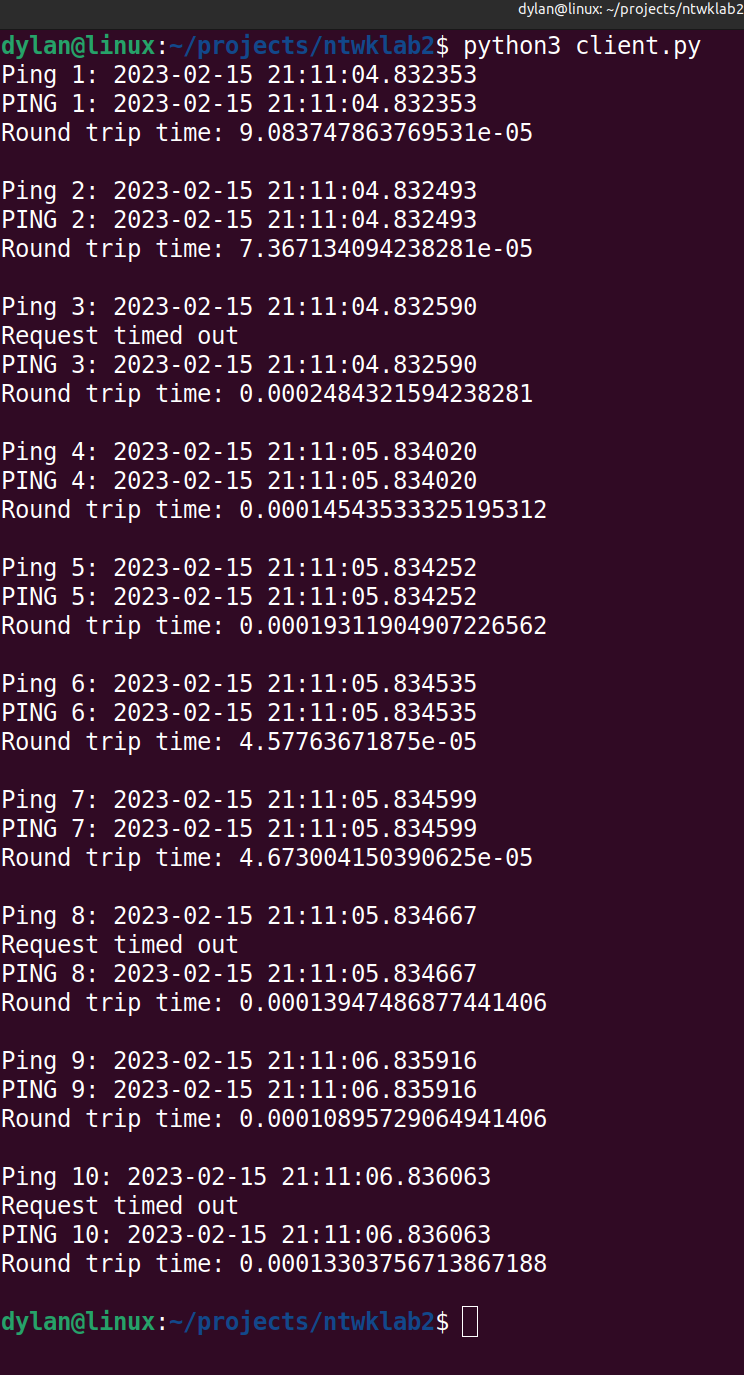 dylan@linux: ~/projects/ntwklab2
dylan@linux:~/projects/ntwklab2$ python3 client.py
Ping 1: 2023-02-15 21:11:04.832353
PING 1: 2023-02-15 21:11:04.832353
Round trip time: 9.083747863769531e-05
Ping 2: 2023-02-15 21:11:04.832493
PING 2: 2023-02-15 21:11:04.832493
Round trip time: 7.367134094238281e-05
Ping 3: 2023-02-15 21:11:04.832590
Request timed out
PING 3: 2023-02-15 21:11:04.832590
Round trip time: 0.0002484321594238281
Ping 4: 2023-02-15 21:11:05.834020
PING 4: 2023-02-15 21:11:05.834020
Round trip time: 0.00014543533325195312
Ping 5: 2023-02-15 21:11:05.834252
PING 5: 2023-02-15 21:11:05.834252
Round trip time: 0.00019311904907226562
Ping 6: 2023-02-15 21:11:05.834535
PING 6: 2023-02-15 21:11:05.834535
Round trip time: 4.57763671875e-05
Ping 7: 2023-02-15 21:11:05.834599
PING 7: 2023-02-15 21:11:05.834599
Round trip time: 4.673004150390625e-05
Ping 8: 2023-02-15 21:11:05.834667
Request timed out
PING 8: 2023-02-15 21:11:05.834667
Round trip time: 0.00013947486877441406
Ping 9: 2023-02-15 21:11:06.835916
PING 9: 2023-02-15 21:11:06.835916
Round trip time: 0.00010895729064941406
Ping 10: 2023-02-15 21:11:06.836063
Request timed out
PING 10: 2023-02-15 21:11:06.836063
Round trip time: 0.00013303756713867188
dylan@linux:~/projects/ntwklab2$